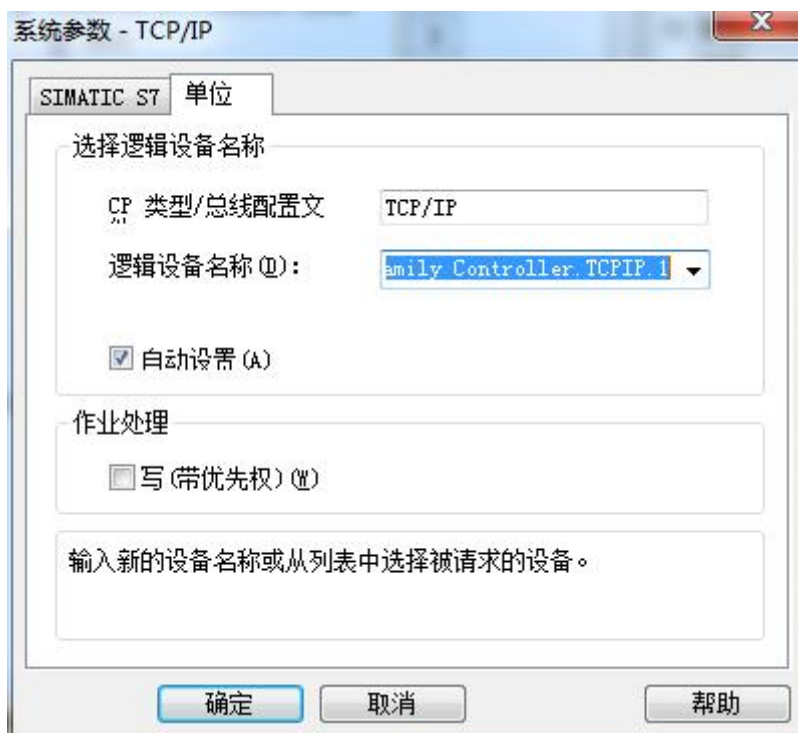 系统参数 - TCP/IP
SIMATIC S7
单位
选择逻辑设备名称
CP 类型/总线配置文
TCP/IP
逻辑设备名称(D):
amily Controller.TCPIP.1
自动设置(A)
作业处理
写(带优先权)(W)
输入新的设备名称或从列表中选择被请求的设备。
确定
取消
帮助